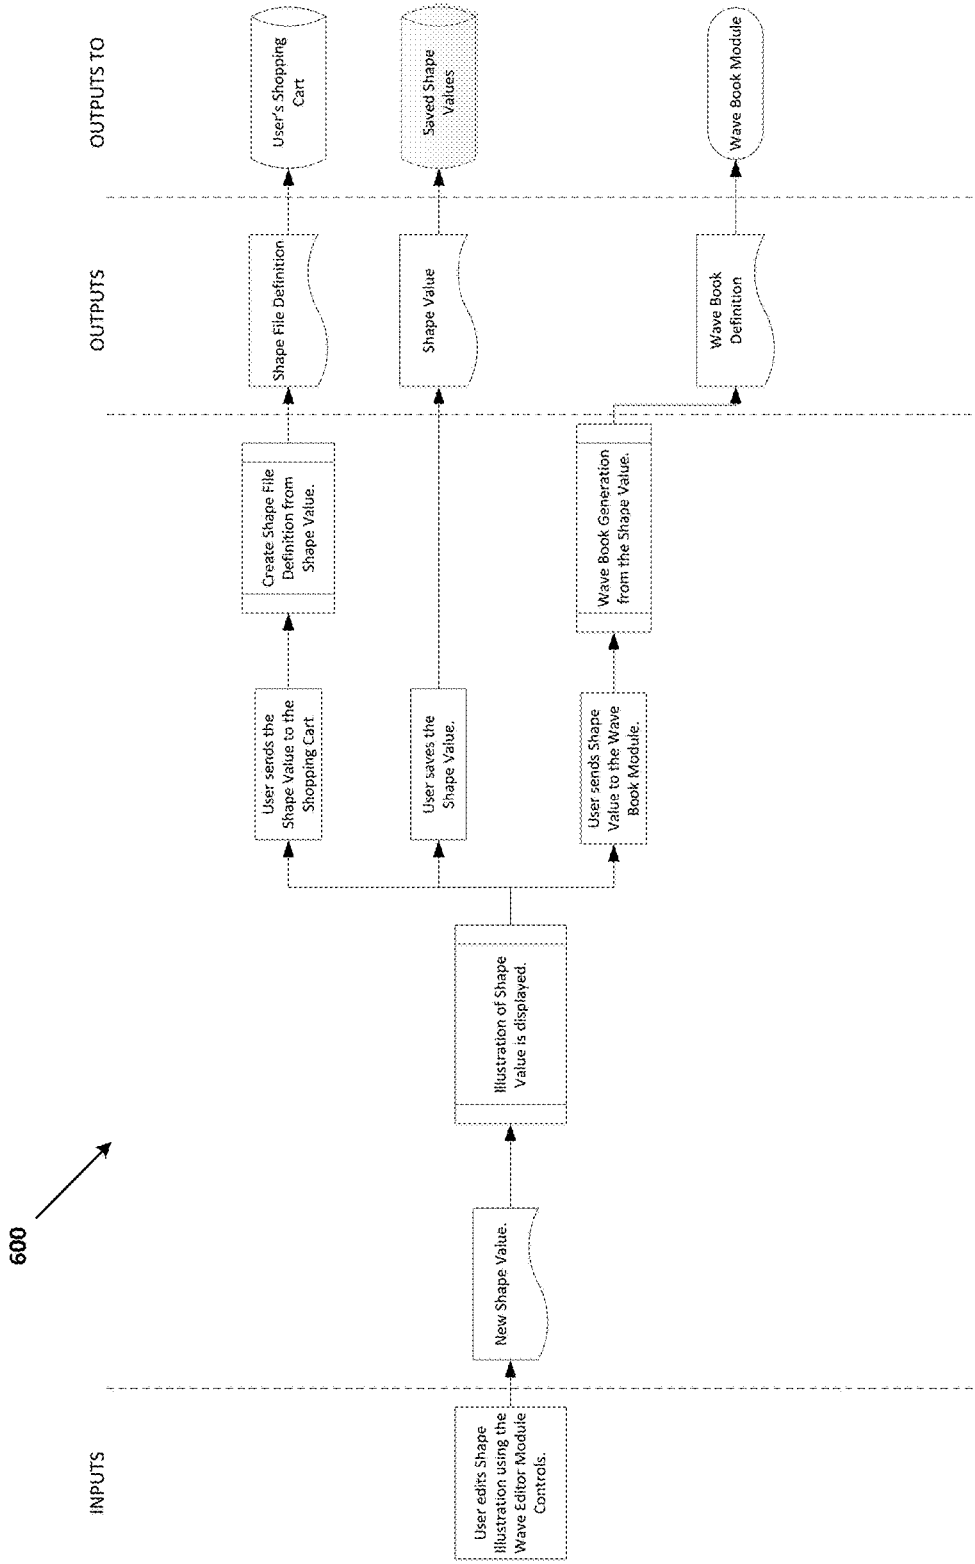 600
INPUTS
OUTPUTS
OUTPUTS TO
User edits Shape
Illustration using the
Wave Editor Module
Controls.
New Shape Value.
Illustration of Shape
Value is displayed.
User sends the
Shape Value to the
Shopping Cart
Create Shape File
Definition from
Shape Value.
Shape File Definition
User's Shopping
Cart
User saves the
Shape Value.
Shape Value
Saved Shape
Values
User sends Shape
Value to the Wave
Book Module.
Wave Book Generation
from the Shape Value.
Wave Book
Definition
Wave Book Module